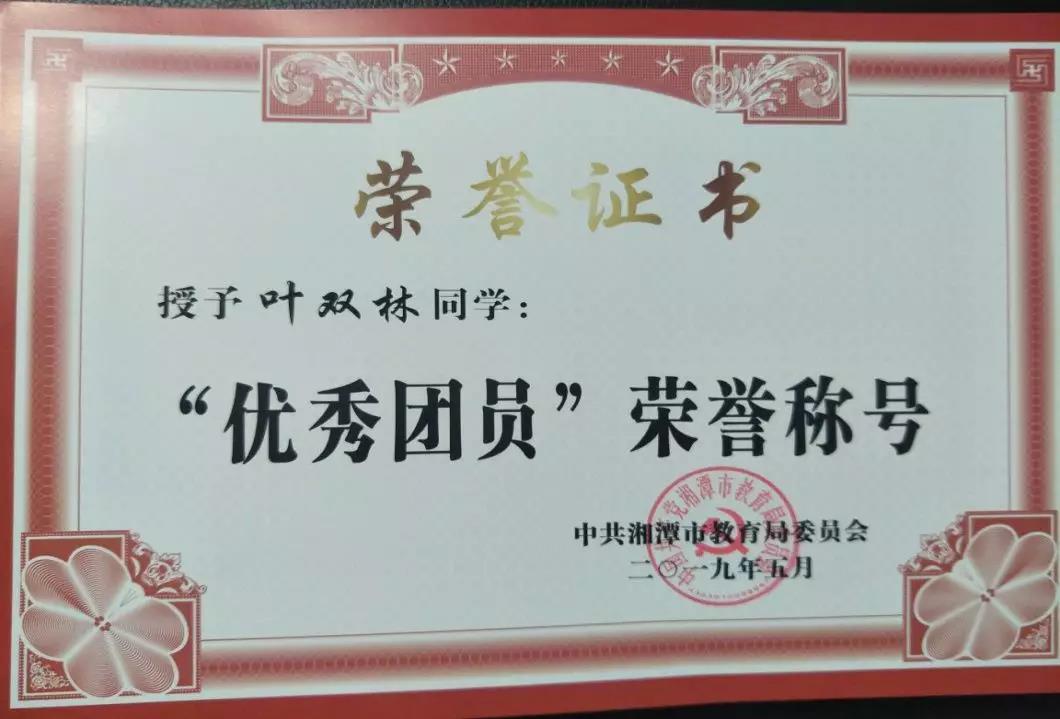 荣誉证书
授予叶双林同学：
“优秀团员”荣誉称号
中共湘潭市教育局委员会
二〇一九年五月